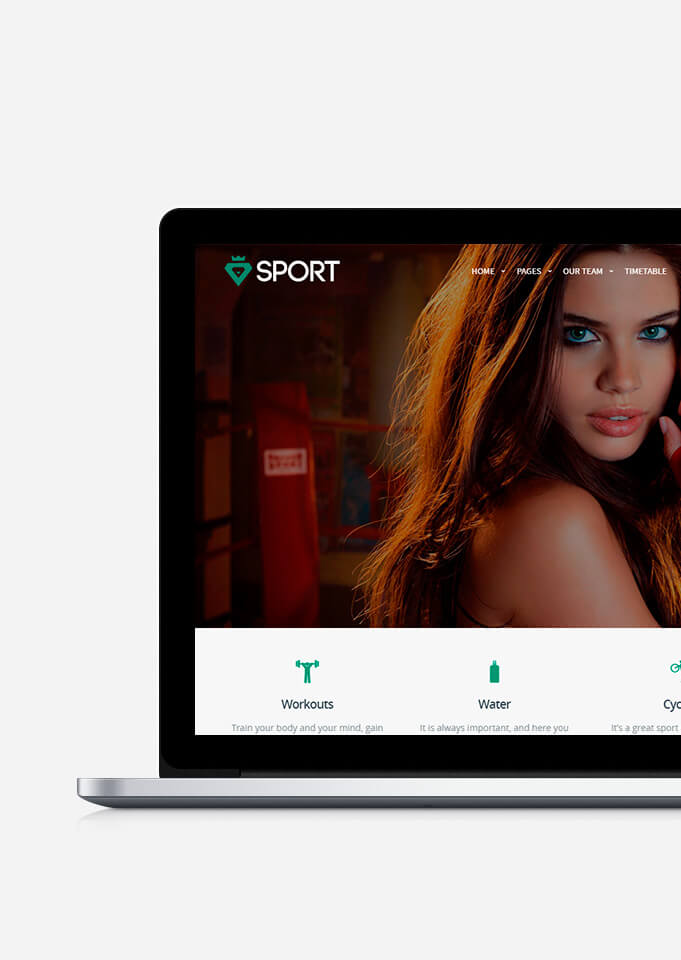 SPORT
HOME PAGES OUR TEAM TIMETABLE
Workouts
Water
Cyc
Train your body and your mind, gain
It is always important, and here you
It's a great sport